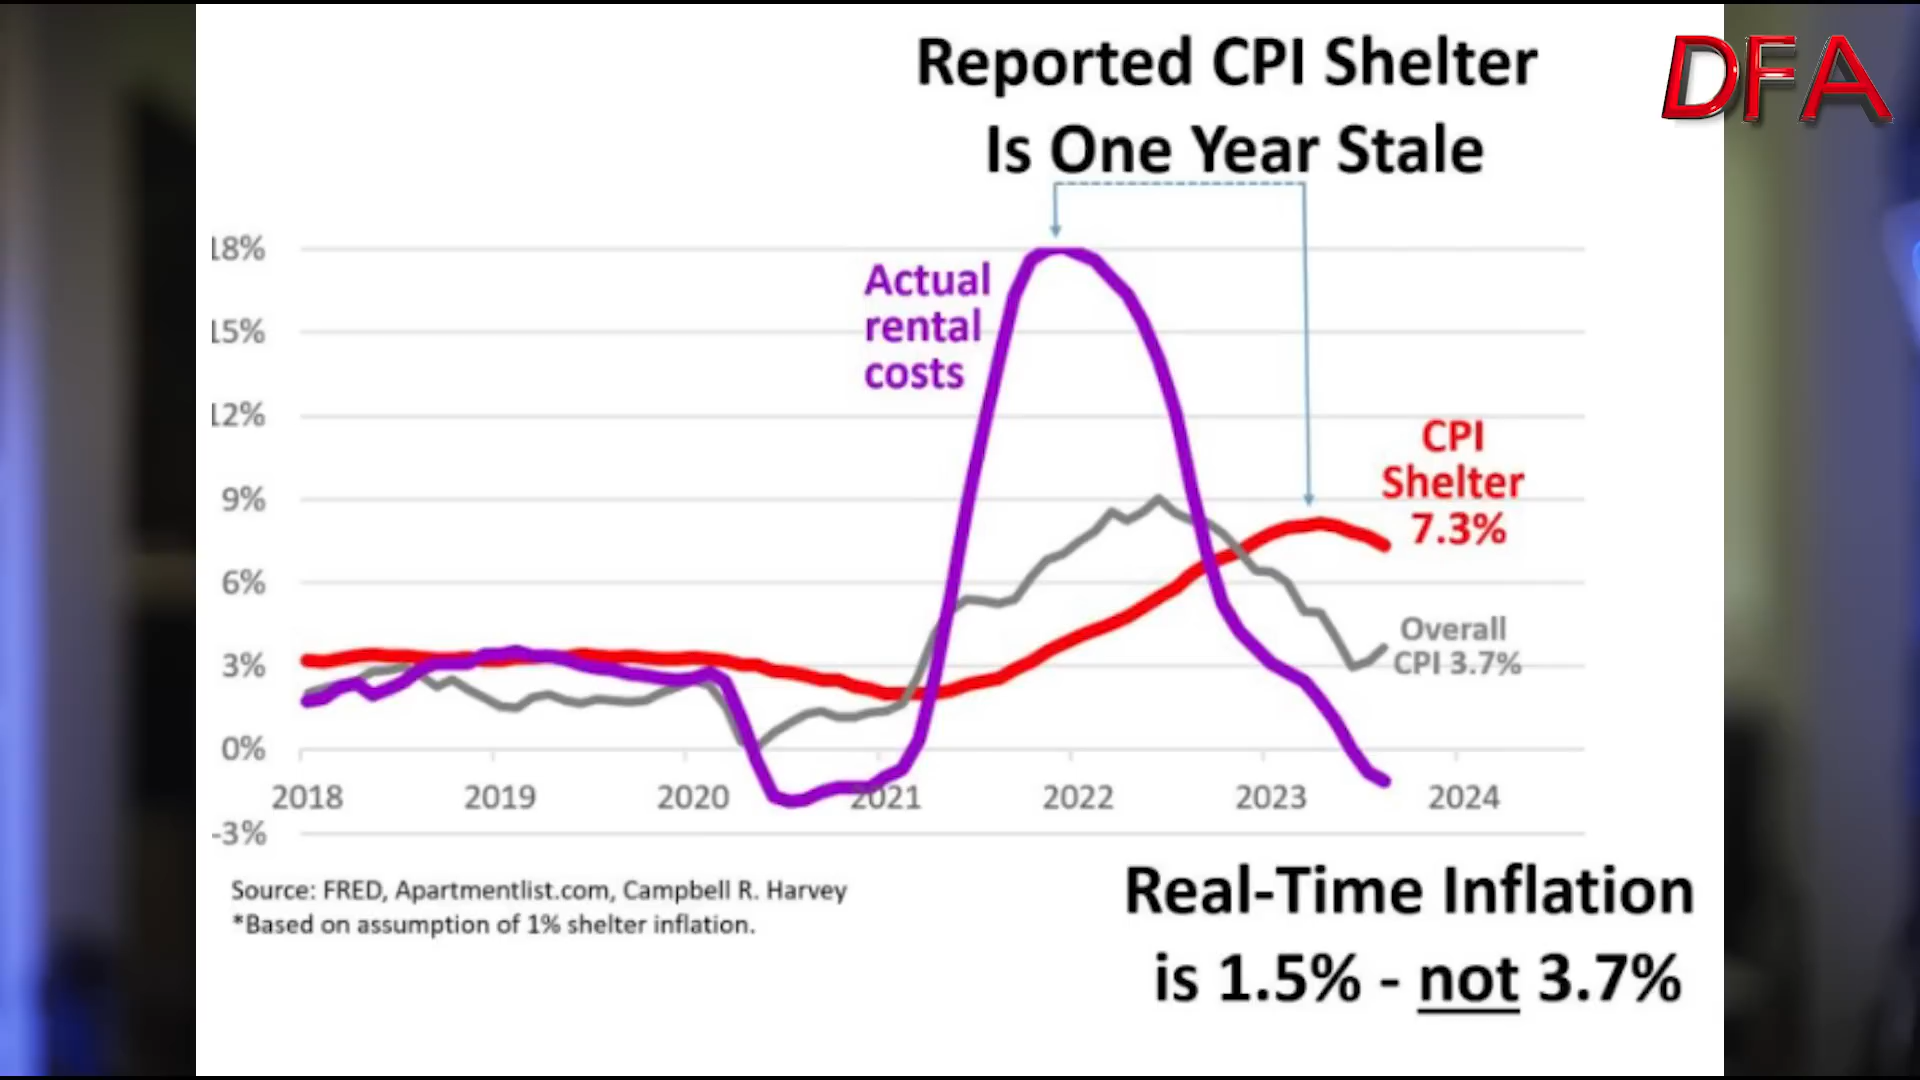 Reported CPI Shelter
Is One Year Stale
DFA
18%
15%
12%
9%
6%
3%
0%
-3%
Actual
rental
costs
CPI
Shelter
7.3%
Overall
CPI 3.7%
2018 2019 2020 2021 2022 2023 2024
Source: FRED, Apartmentlist.com, Campbell R. Harvey
*Based on assumption of 1% shelter inflation.
Real-Time Inflation
is 1.5% - not 3.7%